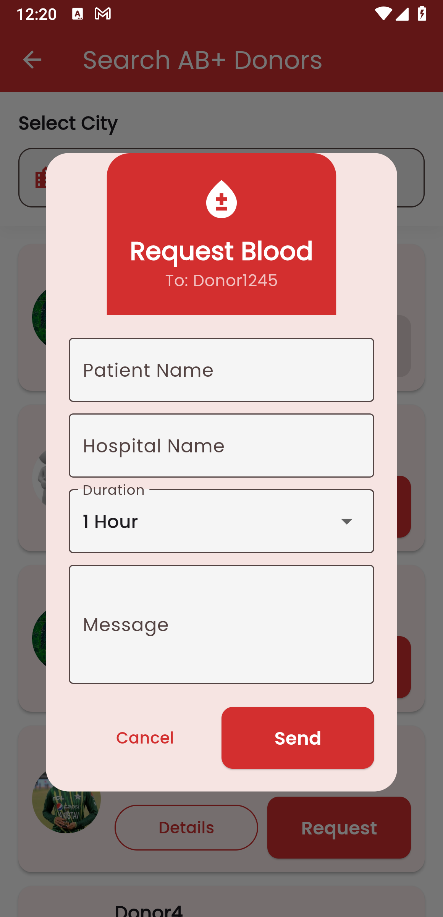 12:20
Search AB+ Donors
Select City
Request Blood
To: Donor1245
Patient Name
Hospital Name
Duration
1 Hour
Message
Cancel
Send
Details
Request
Donor4